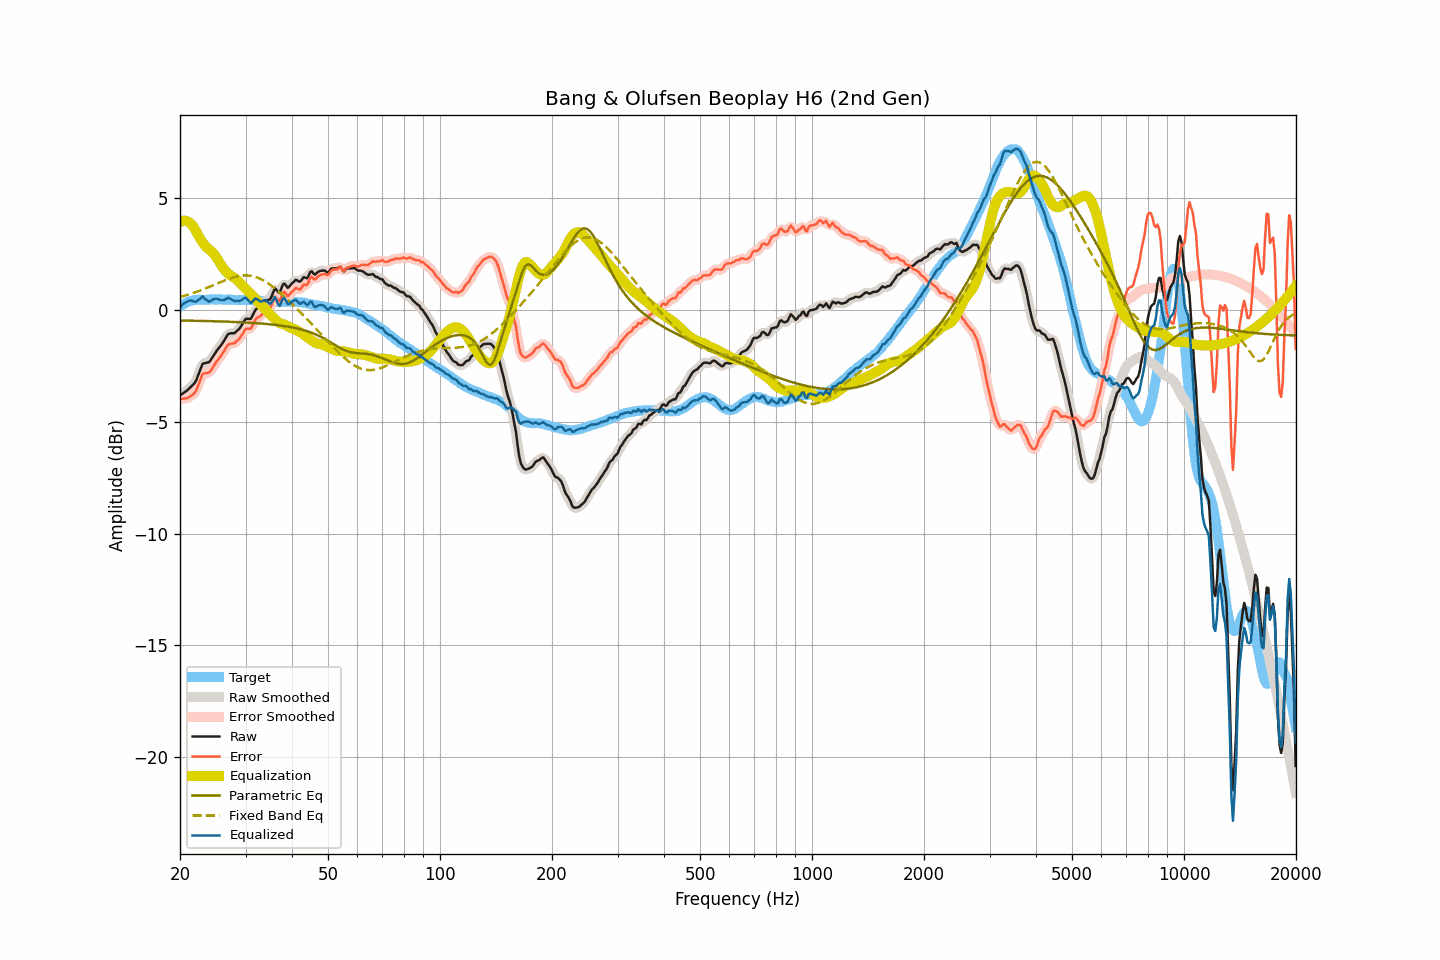 Bang & Olufsen Beoplay H6 (2nd Gen)
Amplitude (dBr)
5
0
−5
−10
−15
−20
Target
Raw Smoothed
Error Smoothed
Raw
Error
Equalization
Parametric Eq
Fixed Band Eq
Equalized
20 50 100 200 500 1000 2000 5000 10000 20000
Frequency (Hz)